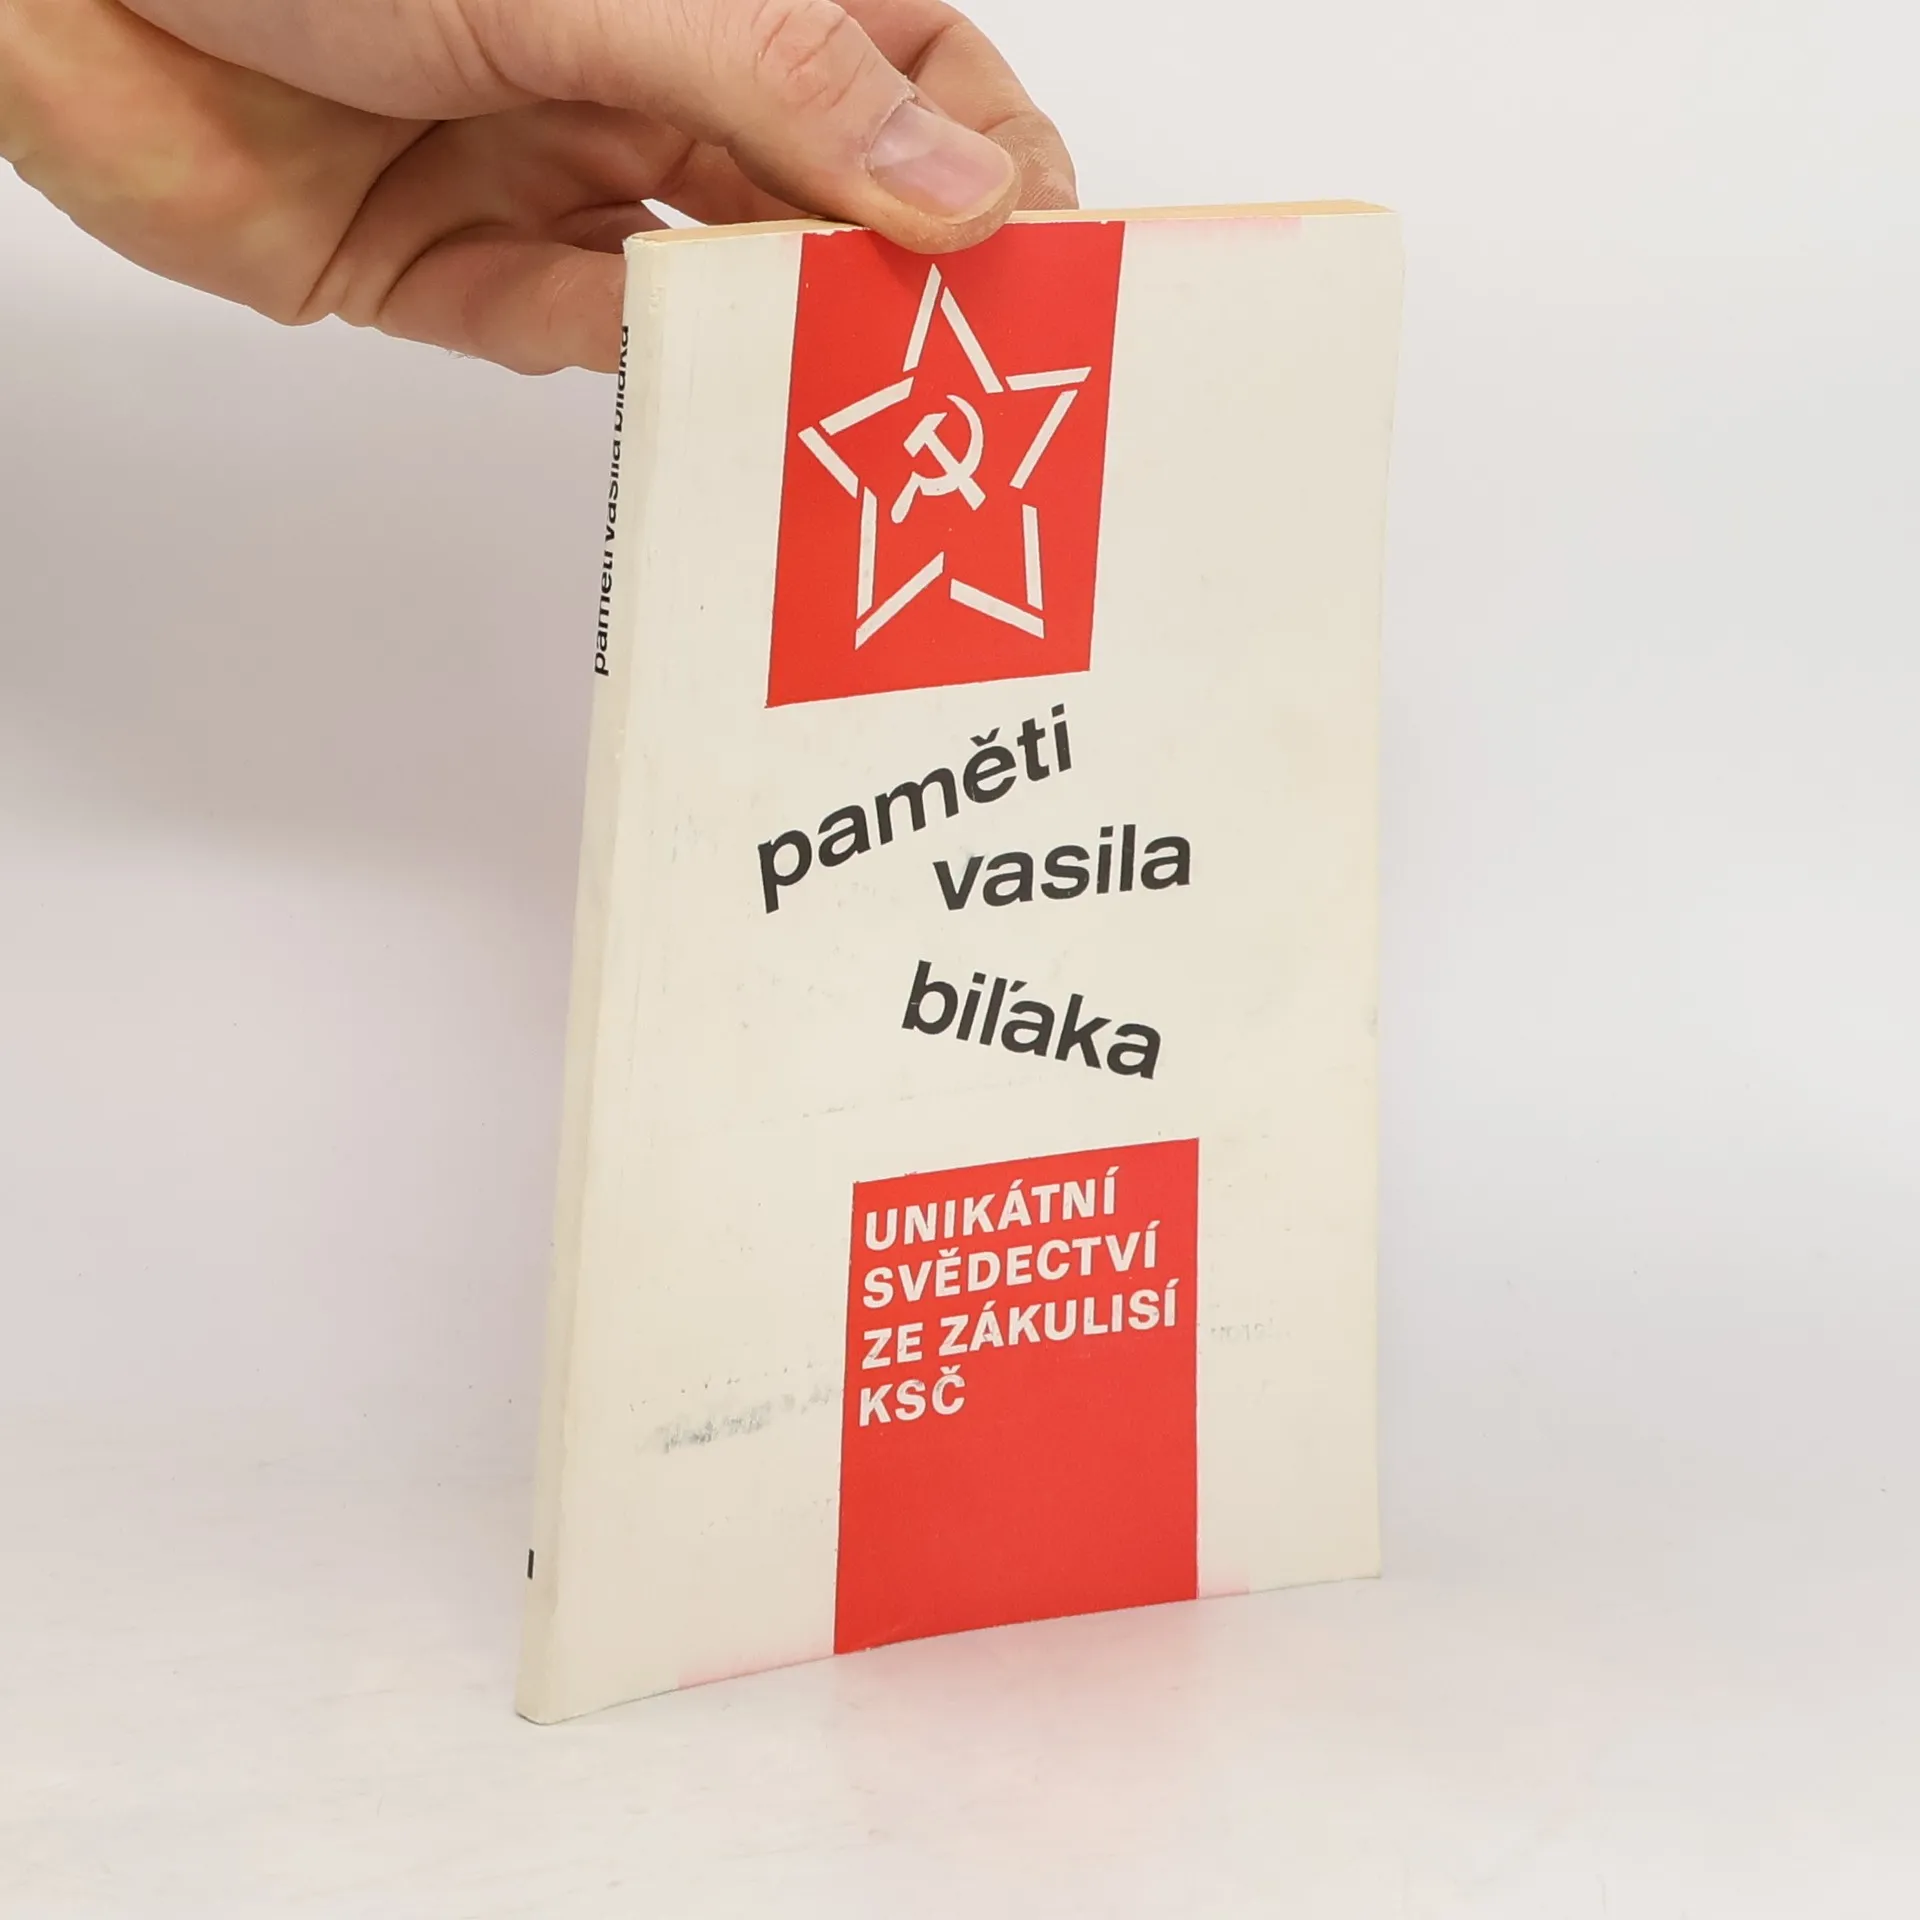 paměti vasila biľaka
I
paměti
vasila
biľaka
UNIKÁTNÍ
SVĚDECTVÍ
ZE ZÁKULISÍ
KSČ